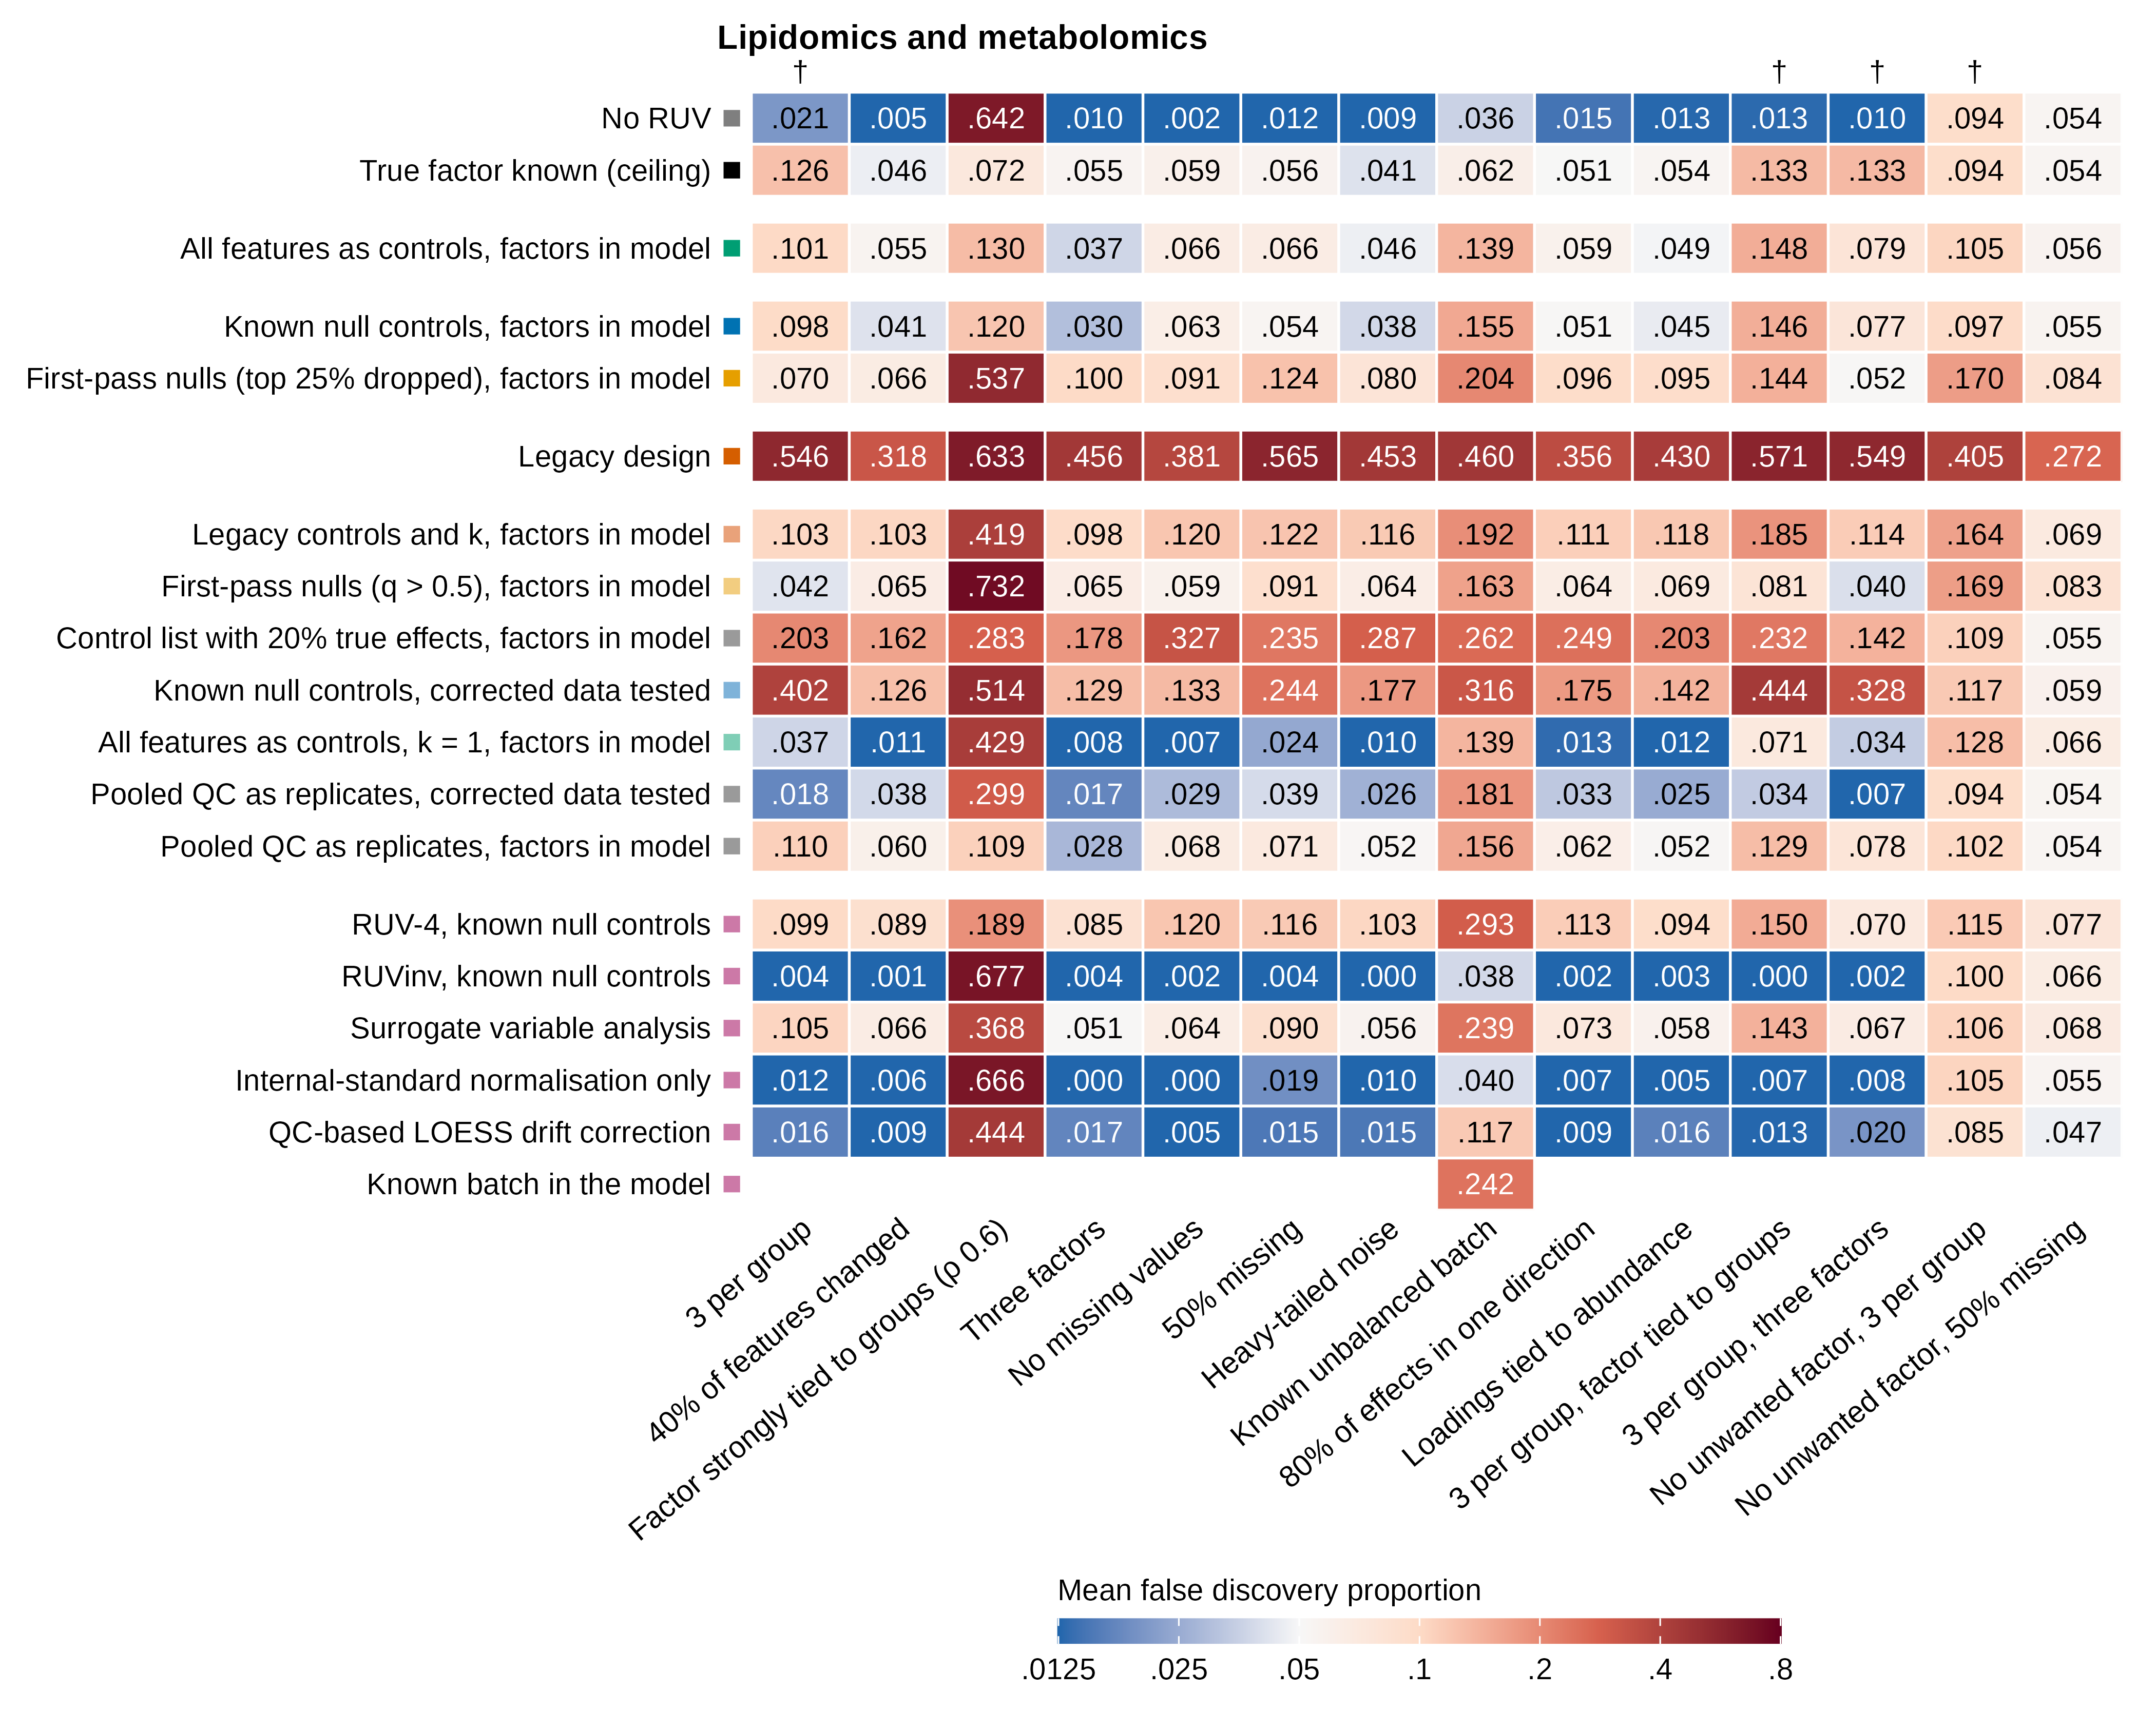 Lipidomics and metabolomics
† † † †
No RUV .021 .005 .642 .010 .002 .012 .009 .036 .015 .013 .013 .010 .094 .054
True factor known (ceiling) .126 .046 .072 .055 .059 .056 .041 .062 .051 .054 .133 .133 .094 .054
All features as controls, factors in model .101 .055 .130 .037 .066 .066 .046 .139 .059 .049 .148 .079 .105 .056
Known null controls, factors in model .098 .041 .120 .030 .063 .054 .038 .155 .051 .045 .146 .077 .097 .055
First-pass nulls (top 25% dropped), factors in model .070 .066 .537 .100 .091 .124 .080 .204 .096 .095 .144 .052 .170 .084
Legacy design .546 .318 .633 .456 .381 .565 .453 .460 .356 .430 .571 .549 .405 .272
Legacy controls and k, factors in model .103 .103 .419 .098 .120 .122 .116 .192 .111 .118 .185 .114 .164 .069
First-pass nulls (q > 0.5), factors in model .042 .065 .732 .065 .059 .091 .064 .163 .064 .069 .081 .040 .169 .083
Control list with 20% true effects, factors in model .203 .162 .283 .178 .327 .235 .287 .262 .249 .203 .232 .142 .109 .055
Known null controls, corrected data tested .402 .126 .514 .129 .133 .244 .177 .316 .175 .142 .444 .328 .117 .059
All features as controls, k = 1, factors in model .037 .011 .429 .008 .007 .024 .010 .139 .013 .012 .071 .034 .128 .066
Pooled QC as replicates, corrected data tested .018 .038 .299 .017 .029 .039 .026 .181 .033 .025 .034 .007 .094 .054
Pooled QC as replicates, factors in model .110 .060 .109 .028 .068 .071 .052 .156 .062 .052 .129 .078 .102 .054
RUV-4, known null controls .099 .089 .189 .085 .120 .116 .103 .293 .113 .094 .150 .070 .115 .077
RUVinv, known null controls .004 .001 .677 .004 .002 .004 .000 .038 .002 .003 .000 .002 .100 .066
Surrogate variable analysis .105 .066 .368 .051 .064 .090 .056 .239 .073 .058 .143 .067 .106 .068
Internal-standard normalisation only .012 .006 .666 .000 .000 .019 .010 .040 .007 .005 .007 .008 .105 .055
QC-based LOESS drift correction .016 .009 .444 .017 .005 .015 .015 .117 .009 .016 .013 .020 .085 .047
Known batch in the model .242
3 per group
40% of features changed
Factor strongly tied to groups (ρ 0.6)
Three factors
No missing values
50% missing
Heavy-tailed noise
Known unbalanced batch
80% of effects in one direction
Loadings tied to abundance
3 per group, factor tied to groups
3 per group, three factors
No unwanted factor, 3 per group
No unwanted factor, 50% missing
Mean false discovery proportion
.0125 .025 .05 .1 .2 .4 .8